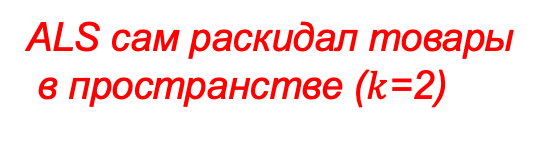 ALS сам раскидал товары
в пространстве (k=2)